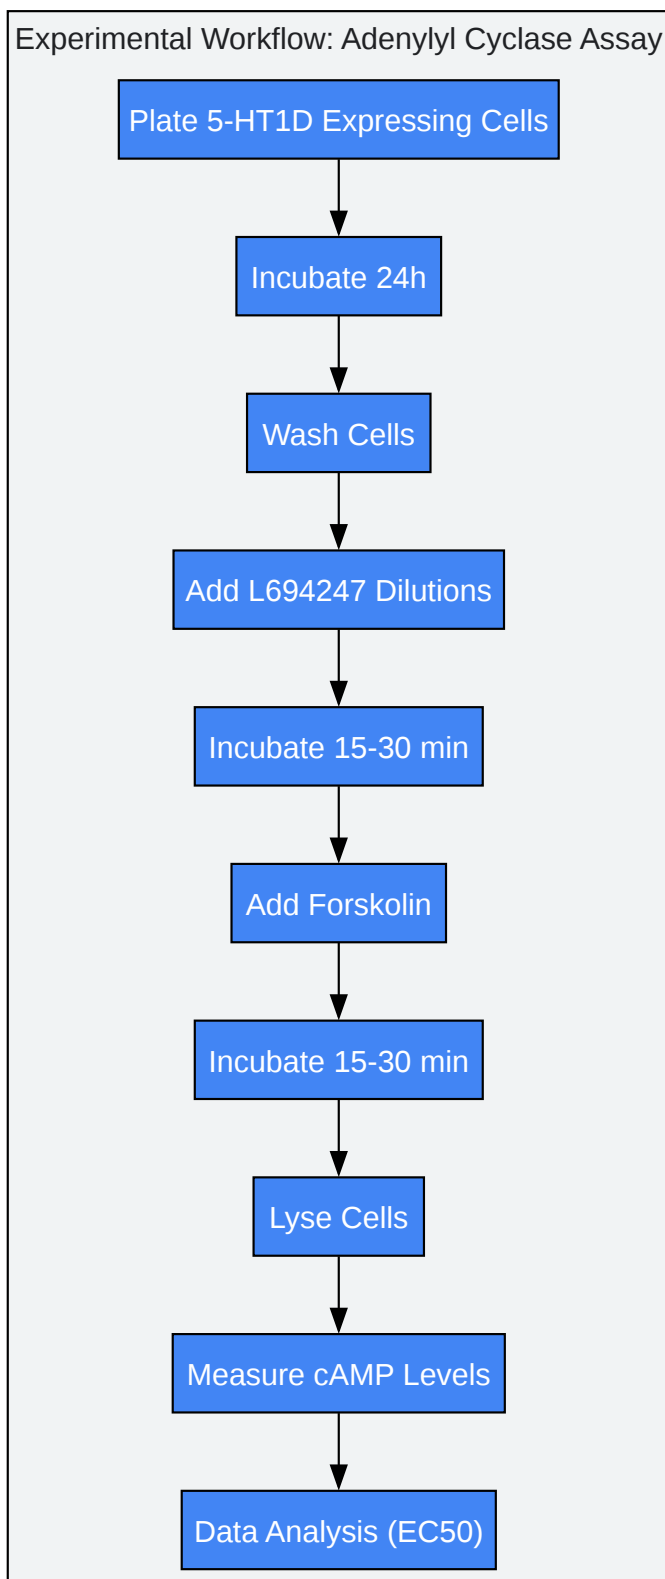 Experimental Workflow: Adenylyl Cyclase Assay
Plate 5-HT1D Expressing Cells
Incubate 24h
Wash Cells
Add L694247 Dilutions
Incubate 15-30 min
Add Forskolin
Incubate 15-30 min
Lyse Cells
Measure cAMP Levels
Data Analysis (EC50)